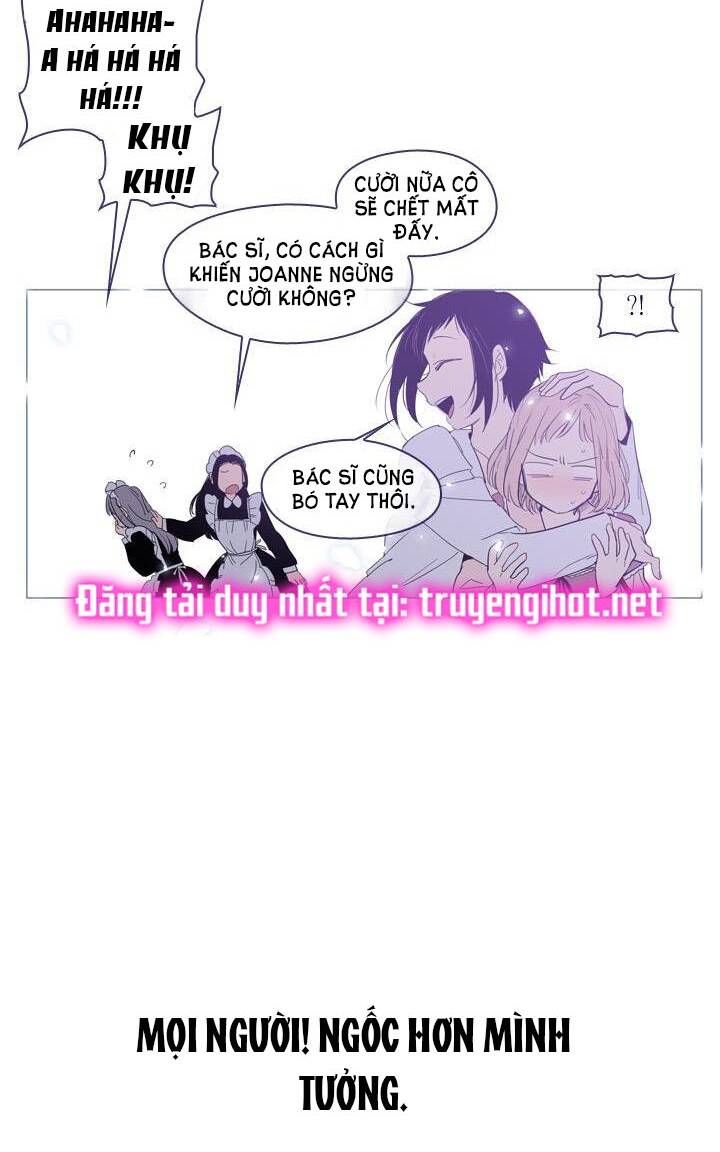 AHAHAHA-
A HÁ HÁ HÁ
HÁ!!!
KHỤ
KHỤ!
CƯỜI NỮA CÔ
SẼ CHẾT MẤT
ĐẤY.
BÁC SĨ, CÓ CÁCH GÌ
KHIẾN JOANNE NGỪNG
CƯỜI KHÔNG?
?!
BÁC SĨ CŨNG
BÓ TAY THÔI.
Đăng tải duy nhất tại: truyengihot.net
MỌI NGƯỜI! NGỐC HƠN MÌNH
TƯỞNG.